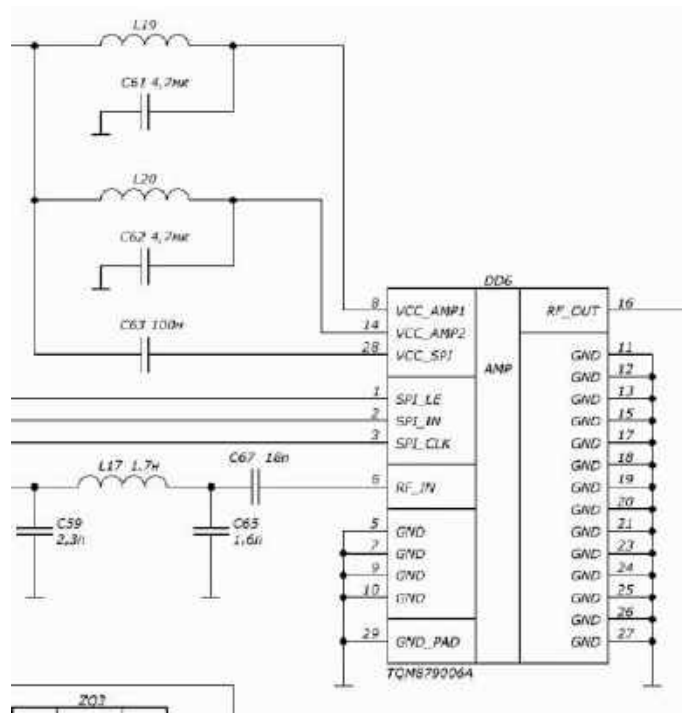 L19
C61 4,7мк
L20
C62 4,7мк
C63 100н
DD6
8 VCC_AMP1
14 VCC_AMP2
28 VCC_SPI
AMP
RF_OUT 16
1 SPI_LE
2 SPI_IN
3 SPI_CLK
L17 1.7н
C67 18п
6 RF_IN
C59
2,3п
C65
1,6п
5 GND
7 GND
9 GND
10 GND
29 GND_PAD
GND 11
GND 12
GND 13
GND 15
GND 17
GND 18
GND 19
GND 20
GND 21
GND 23
GND 24
GND 25
GND 26
GND 27
TQM879006A
ZQ3